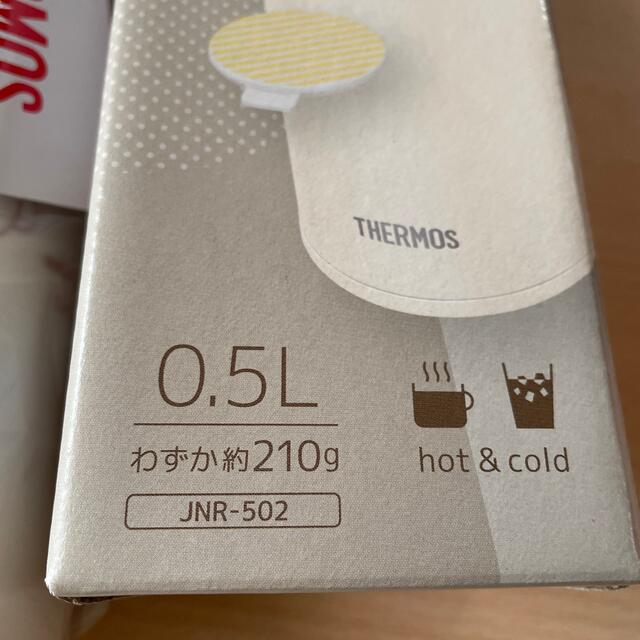 THERMOS
0.5L
わずか約210g
JNR-502
hot & cold